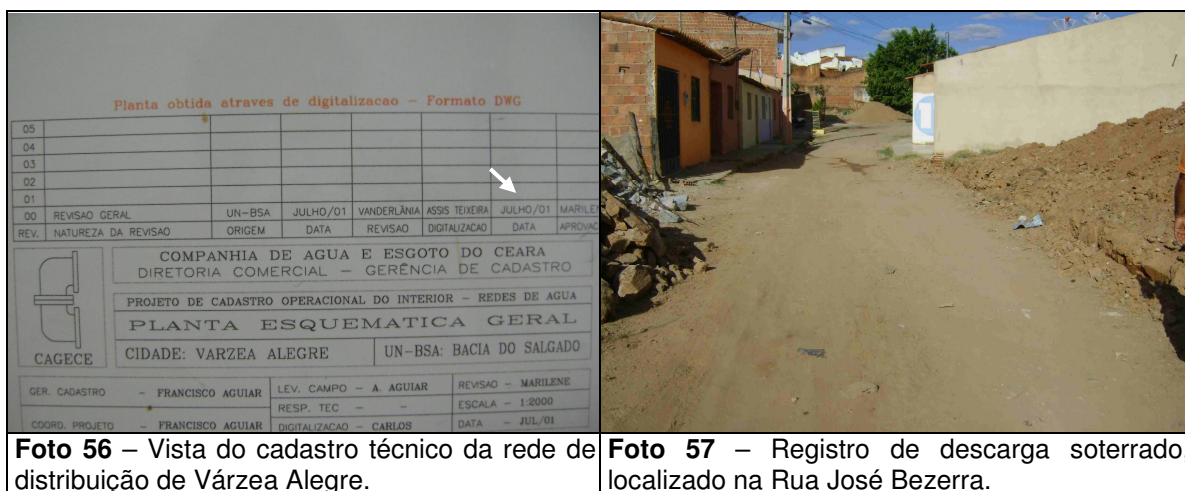 Planta obtida atraves de digitalizacao – Formato DWG
05
04
03
02
01
00 REVISAO GERAL UN-BSA JULHO/01 VANDERLÂNIA ASSIS TEIXEIRA JULHO/01 MARILEN
REV. NATUREZA DA REVISAO ORIGEM DATA REVISAO DIGITALIZACAO DATA APROVAC
COMPANHIA DE AGUA E ESGOTO DO CEARA
DIRETORIA COMERCIAL – GERÊNCIA DE CADASTRO
PROJETO DE CADASTRO OPERACIONAL DO INTERIOR – REDES DE AGUA
PLANTA ESQUEMATICA GERAL
CAGECE
CIDADE: VARZEA ALEGRE UN-BSA: BACIA DO SALGADO
GER. CADASTRO – FRANCISCO AGUIAR LEV. CAMPO – A. AGUIAR REVISAO – MARILENE
RESP. TEC – – ESCALA – 1:2000
COORD. PROJETO – FRANCISCO AGUIAR DIGITALIZACAO – CARLOS DATA – JUL/01
Foto 56 – Vista do cadastro técnico da rede de
distribuição de Várzea Alegre.
Foto 57 – Registro de descarga soterrado,
localizado na Rua José Bezerra.